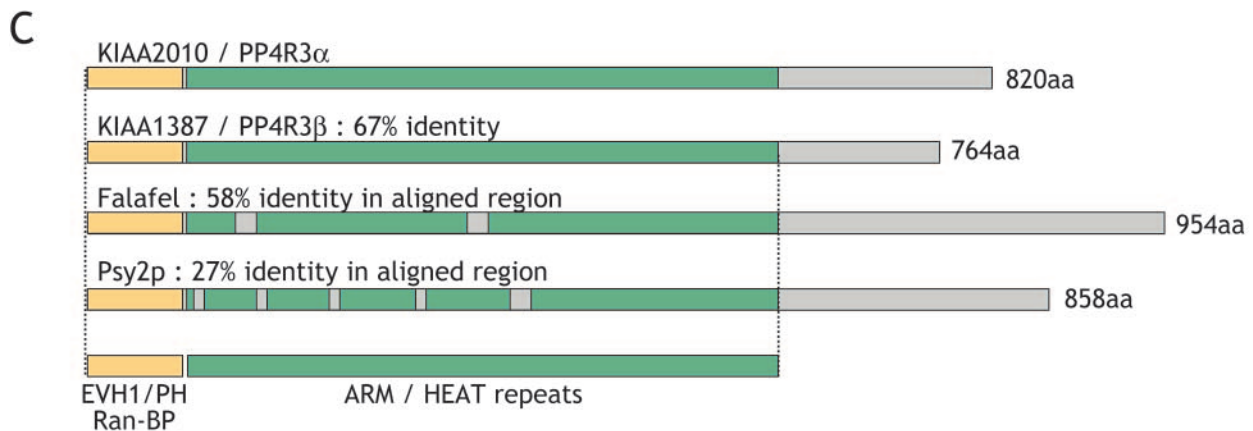 C
KIAA2010 / PP4R3α
820aa
KIAA1387 / PP4R3β : 67% identity
764aa
Falafel : 58% identity in aligned region
954aa
Psy2p : 27% identity in aligned region
858aa
EVH1/PH ARM / HEAT repeats
Ran-BP